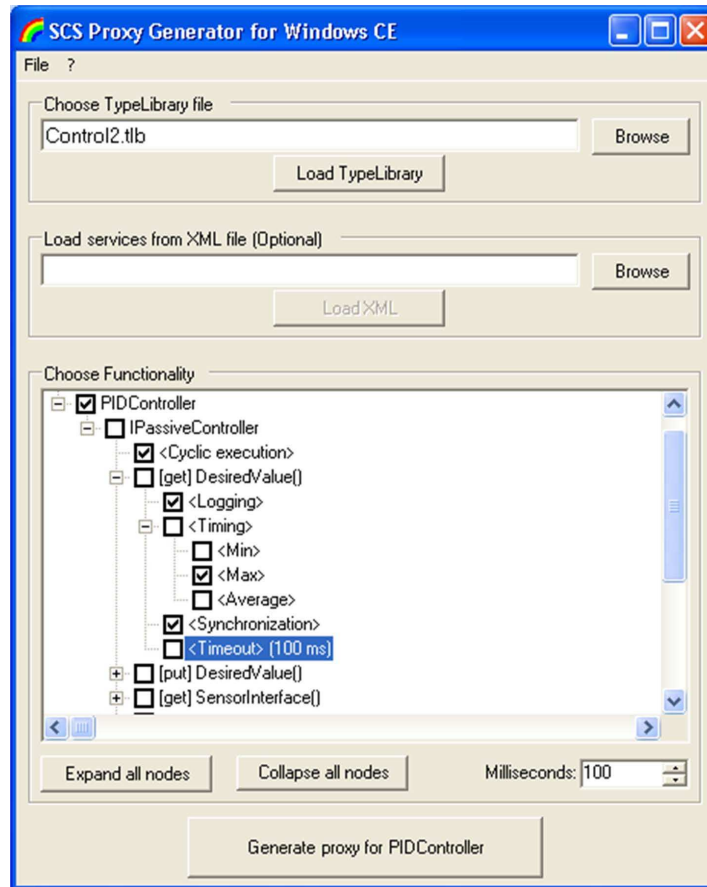 SCS Proxy Generator for Windows CE
File ?
Choose TypeLibrary file
Control2.tlb Browse
Load TypeLibrary
Load services from XML file (Optional)
Browse
Load XML
Choose Functionality
PIDController
IPassiveController
<Cyclic execution>
[get] DesiredValue()
<Logging>
<Timing>
<Min>
<Max>
<Average>
<Synchronization>
<Timeout> (100 ms)
[put] DesiredValue()
[get] SensorInterface()
Expand all nodes Collapse all nodes Milliseconds: 100
Generate proxy for PIDController